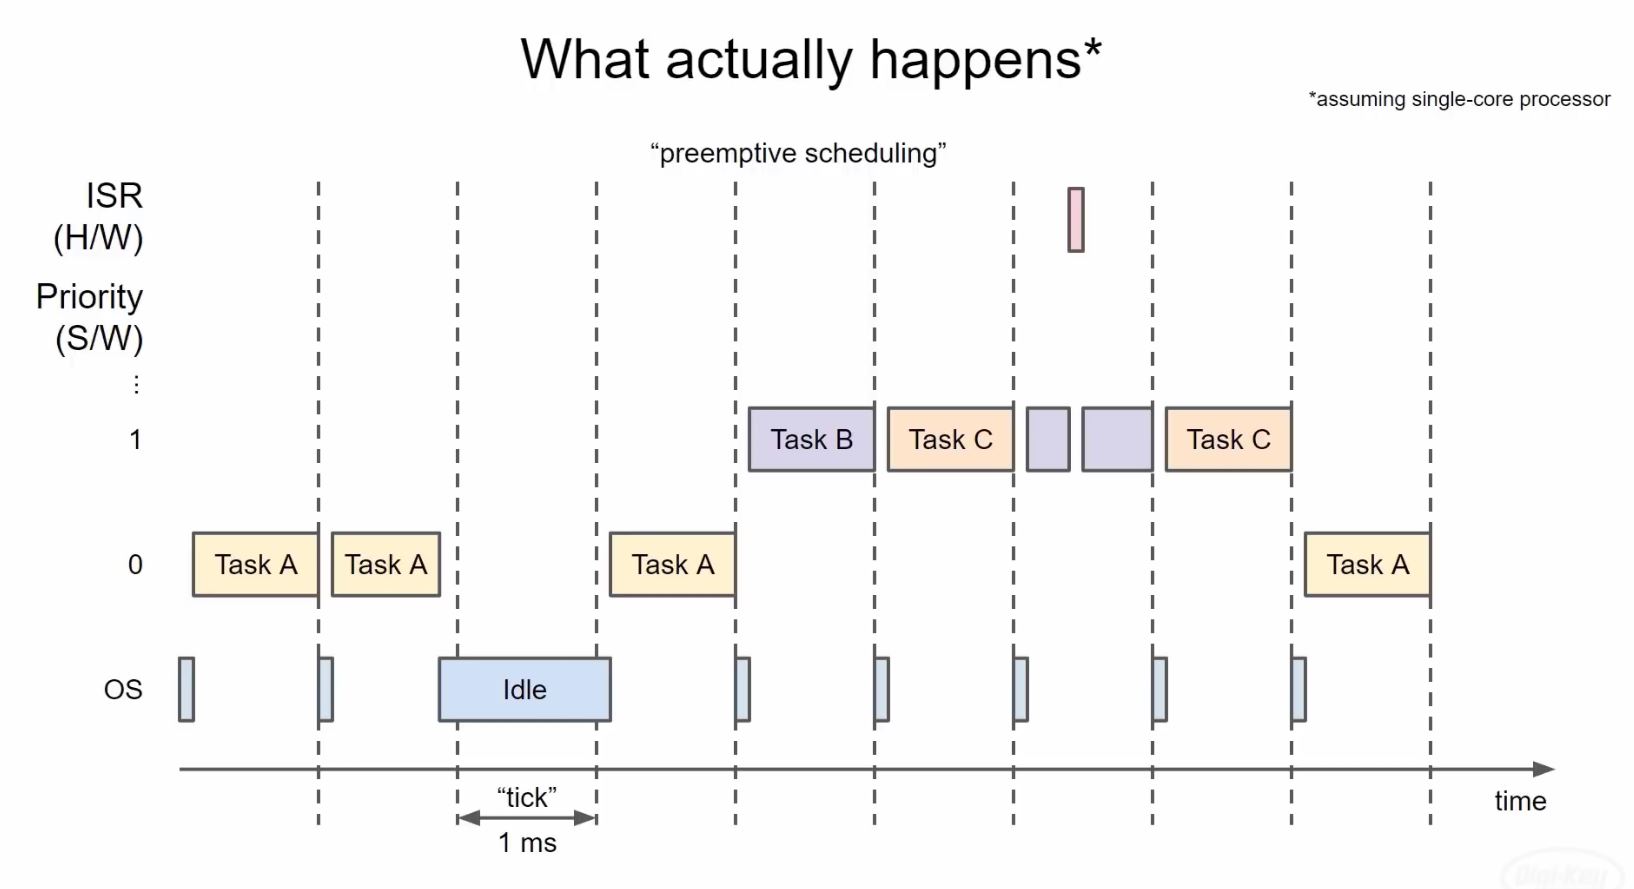 What actually happens*
*assuming single-core processor
“preemptive scheduling”
ISR
(H/W)
Priority
(S/W)
⋮
1
Task B
Task C
Task C
0
Task A
Task A
Task A
Task A
OS
Idle
“tick”
1 ms
time
Digi-Key